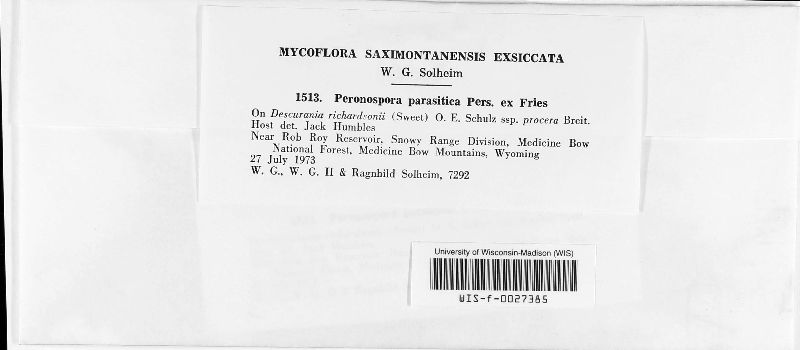 MYCOFLORA SAXIMONTANENSIS EXSICCATA
W. G. Solheim
1513. Peronospora parasitica Pers. ex Fries
On Descurania richardsonii (Sweet) O. E. Schulz ssp. procera Breit.
Host det. Jack Humbles
Near Rob Roy Reservoir, Snowy Range Division, Medicine Bow
National Forest, Medicine Bow Mountains, Wyoming
27 July 1973
W. G., W. G. II & Ragnhild Solheim, 7292
University of Wisconsin-Madison (WIS)
WIS-f-0027385